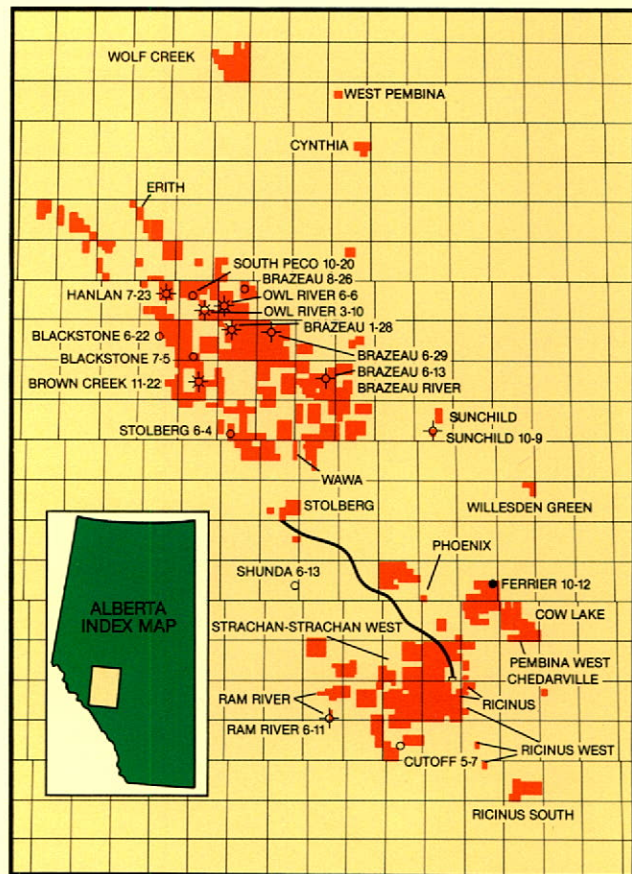 WOLF CREEK
WEST PEMBINA
CYNTHIA
ERITH
SOUTH PECO 10-20
BRAZEAU 8-26
HANLAN 7-23
OWL RIVER 6-6
OWL RIVER 3-10
BLACKSTONE 6-22
BRAZEAU 1-28
BLACKSTONE 7-5
BRAZEAU 6-29
BROWN CREEK 11-22
BRAZEAU 6-13
BRAZEAU RIVER
SUNCHILD
STOLBERG 6-4
SUNCHILD 10-9
WAWA
STOLBERG
WILLESDEN GREEN
PHOENIX
SHUNDA 6-13
FERRIER 10-12
ALBERTA
INDEX MAP
COW LAKE
STRACHAN-STRACHAN WEST
PEMBINA WEST
CHEDARVILLE
RAM RIVER
RICINUS
RAM RIVER 6-11
RICINUS WEST
CUTOFF 5-7
RICINUS SOUTH